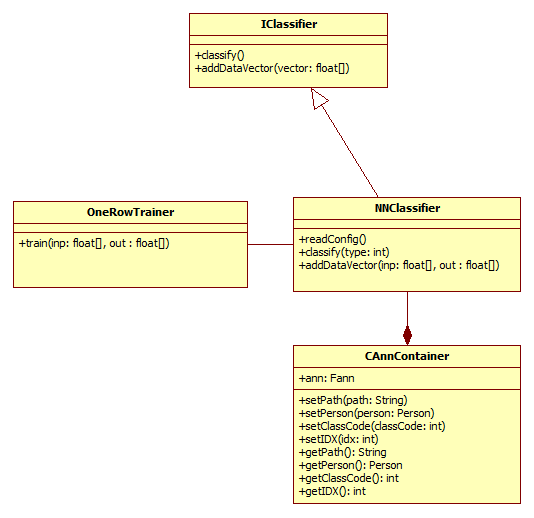 IClassifier
+classify()
+addDataVector(vector: float[])
OneRowTrainer
+train(inp: float[], out : float[])
NNClassifier
+readConfig()
+classify(type: int)
+addDataVector(inp: float[], out : float[])
CAnnContainer
+ann: Fann
+setPath(path: String)
+setPerson(person: Person)
+setClassCode(classCode: int)
+setIDX(idx: int)
+getPath(): String
+getPerson(): Person
+getClassCode(): int
+getIDX(): int